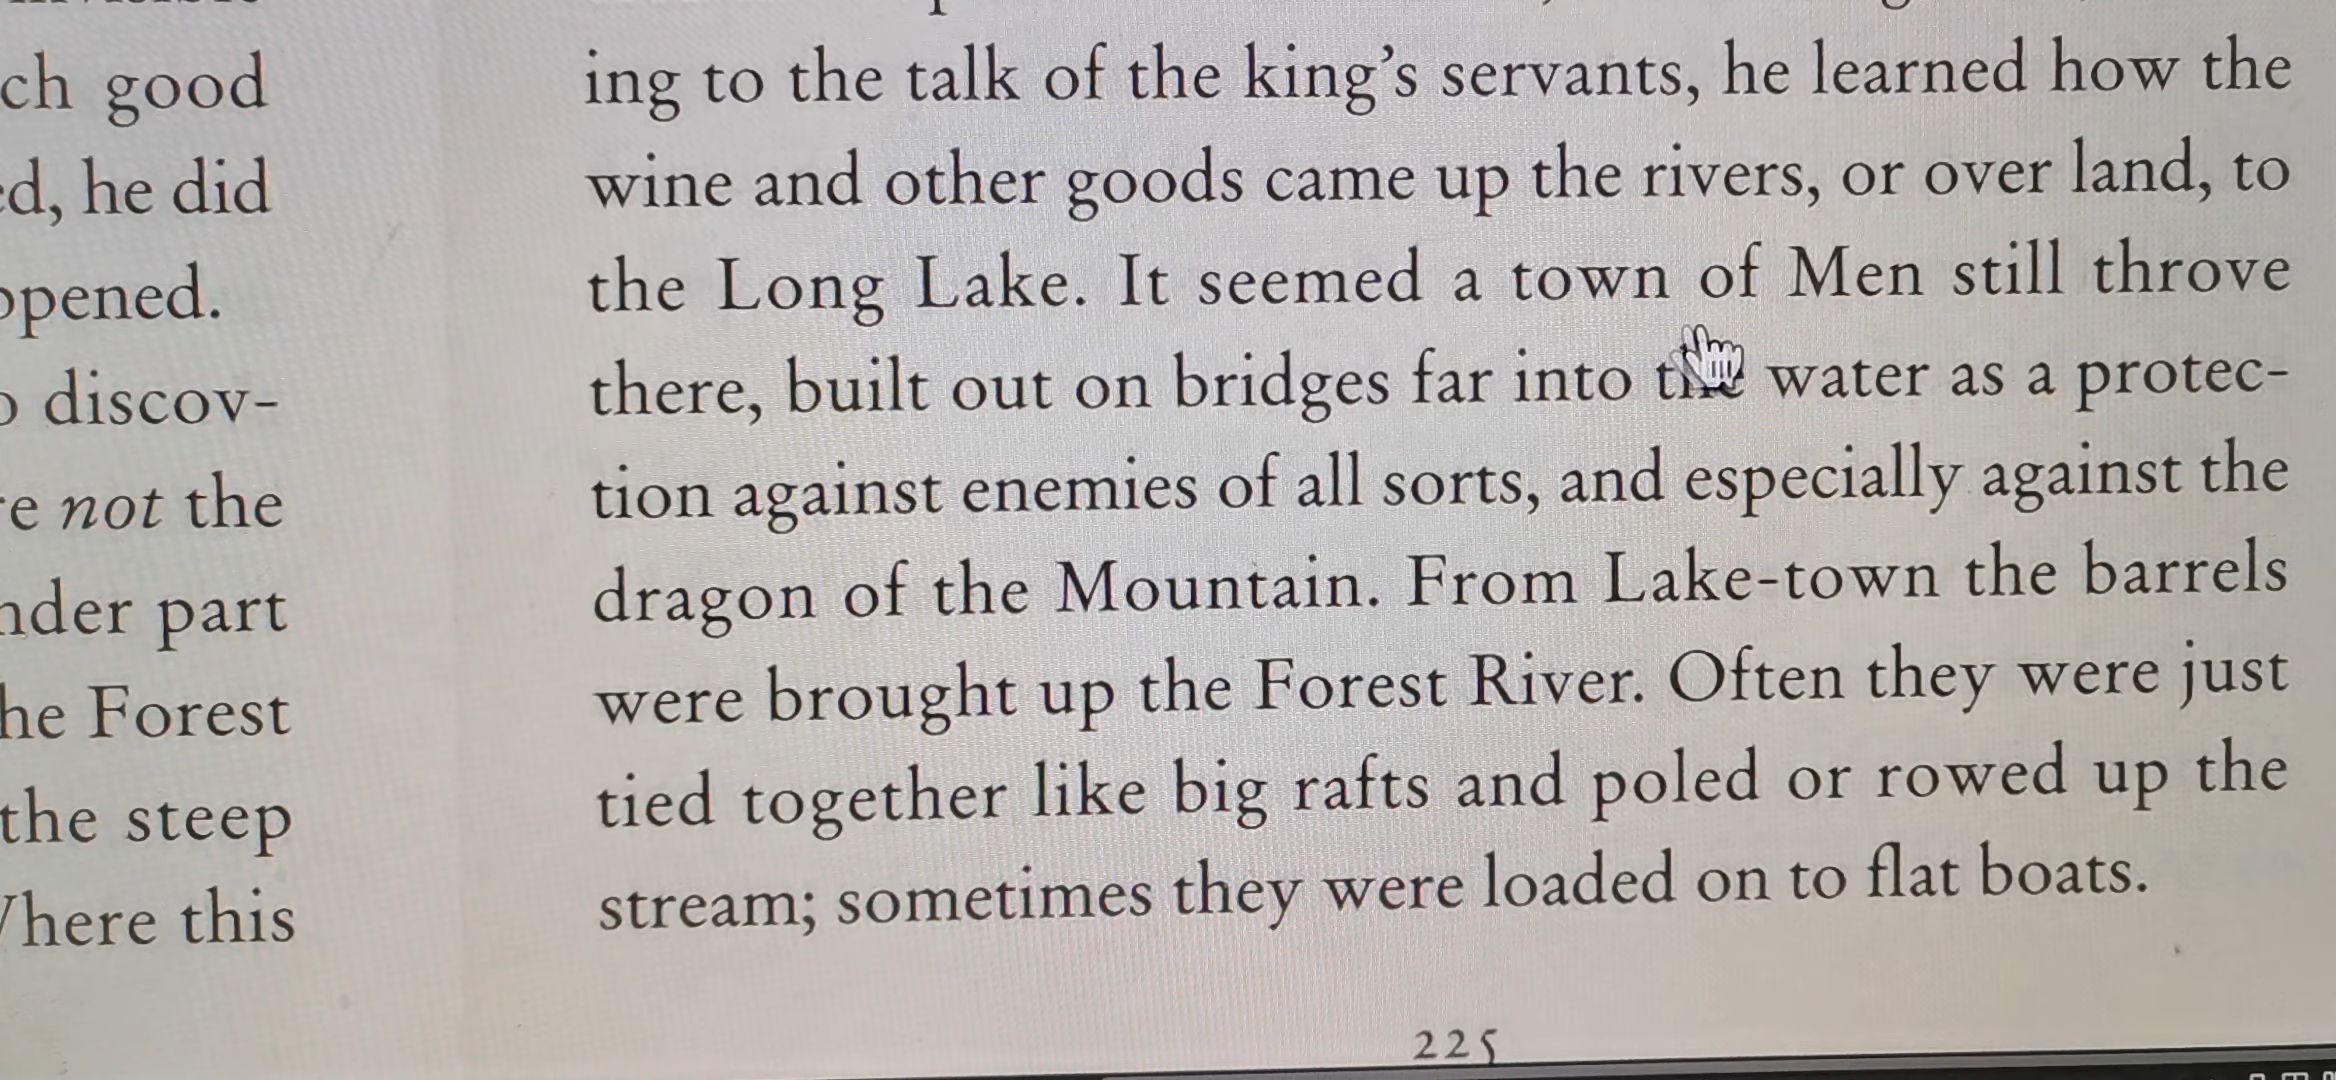 ch good
d, he did
pened.
discov-
e not the
der part
he Forest
the steep
here this
ing to the talk of the king's servants, he learned how the
wine and other goods came up the rivers, or over land, to
the Long Lake. It seemed a town of Men still throve
there, built out on bridges far into the water as a protec-
tion against enemies of all sorts, and especially against the
dragon of the Mountain. From Lake-town the barrels
were brought up the Forest River. Often they were just
tied together like big rafts and poled or rowed up the
stream; sometimes they were loaded on to flat boats.
225